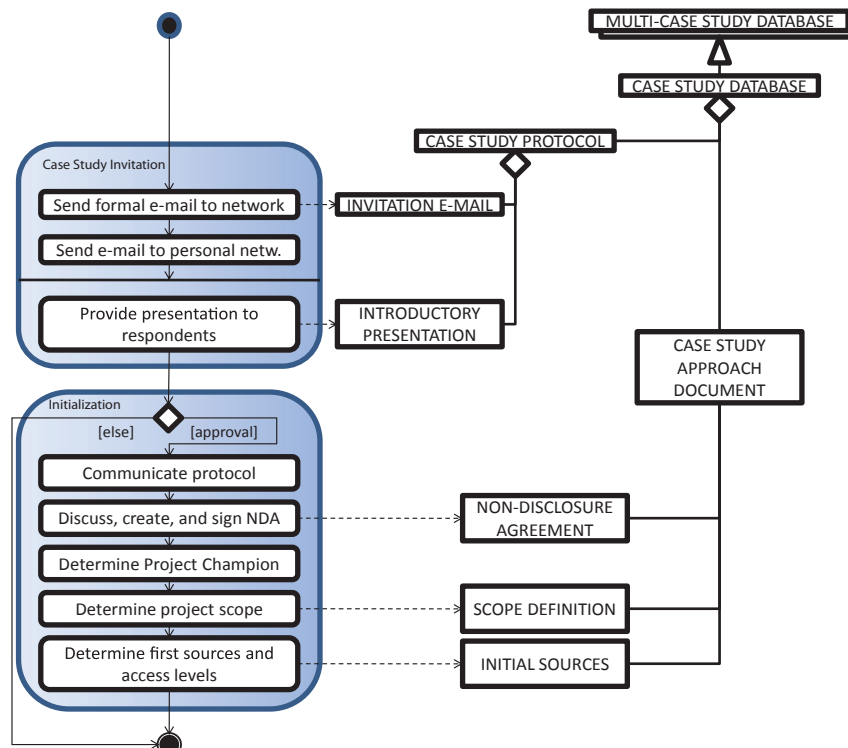 MULTI-CASE STUDY DATABASE
CASE STUDY DATABASE
CASE STUDY PROTOCOL
Case Study Invitation
Send formal e-mail to network
INVITATION E-MAIL
Send e-mail to personal netw.
Provide presentation to
respondents
INTRODUCTORY
PRESENTATION
CASE STUDY
APPROACH
DOCUMENT
Initialization
[else]
[approval]
Communicate protocol
Discuss, create, and sign NDA
NON-DISCLOSURE
AGREEMENT
Determine Project Champion
Determine project scope
SCOPE DEFINITION
Determine first sources and
access levels
INITIAL SOURCES